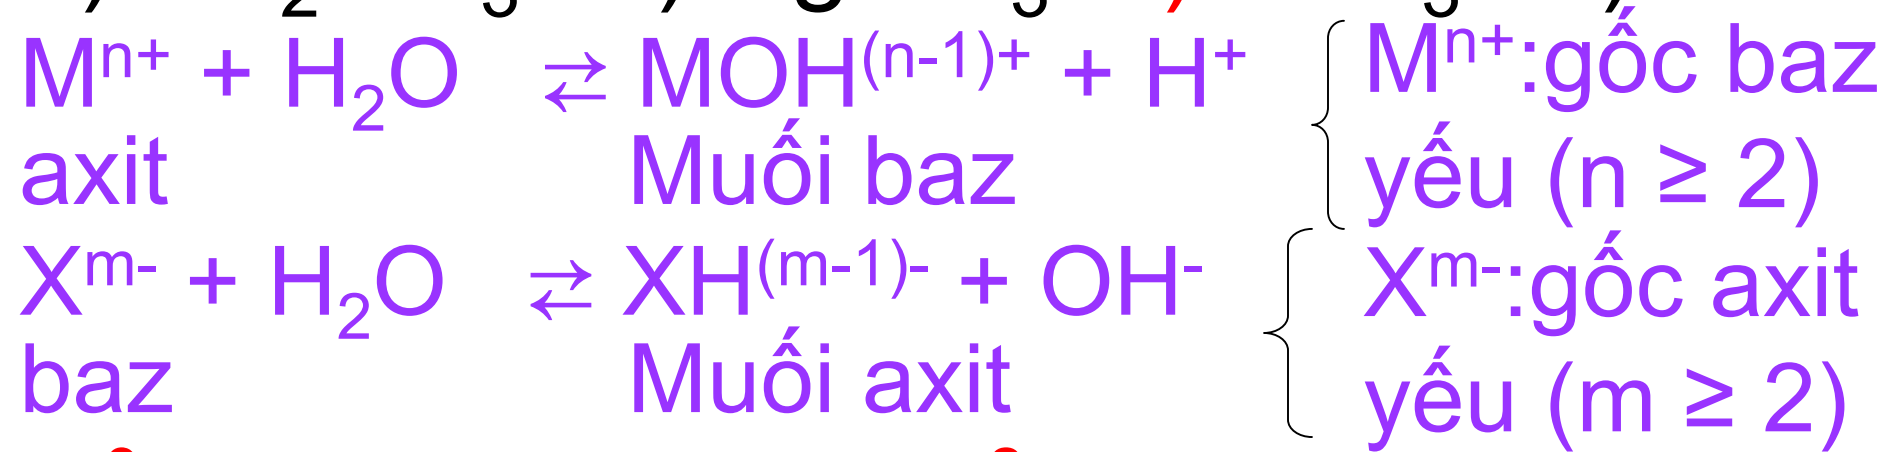 Mⁿ⁺ + H₂O ⇄ MOH⁽ⁿ⁻¹⁾⁺ + H⁺ Mⁿ⁺:gốc baz
axit Muối baz yếu (n ≥ 2)
Xᵐ⁻ + H₂O ⇄ XH⁽ᵐ⁻¹⁾⁻ + OH⁻ Xᵐ⁻:gốc axit
baz Muối axit yếu (m ≥ 2)